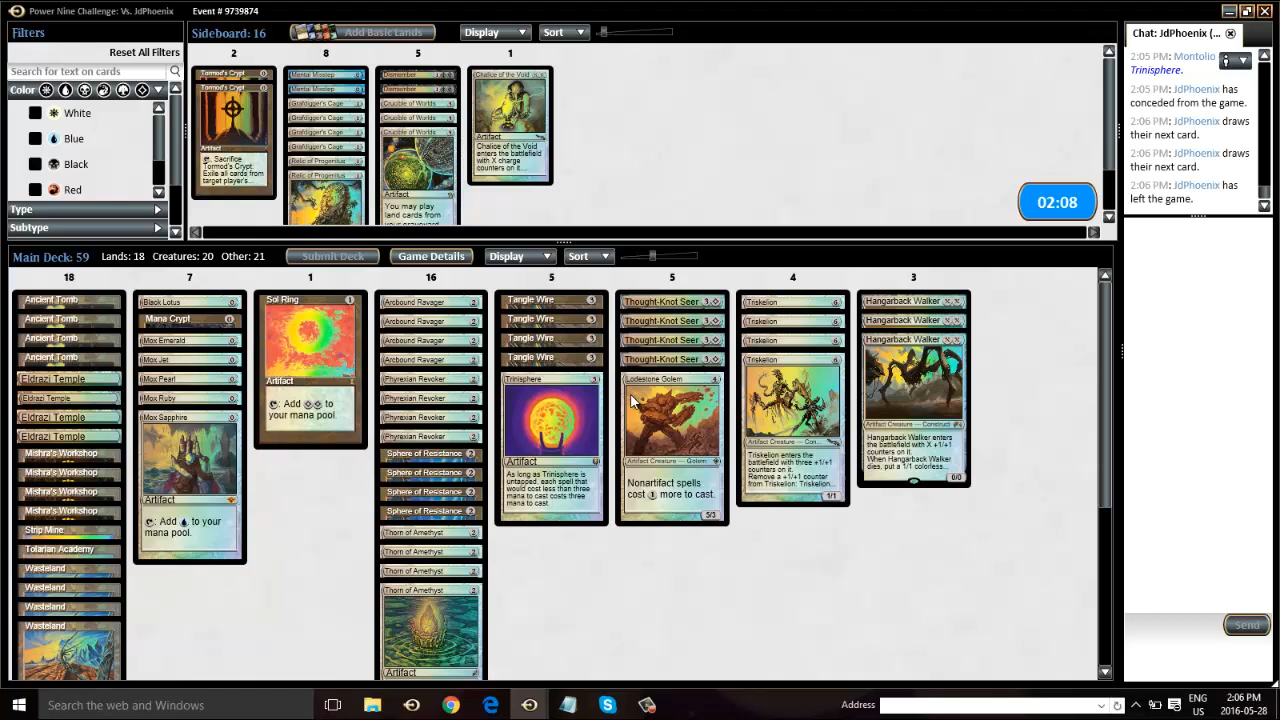 Power Nine Challenge: Vs. JdPhoenix
Event # 9739874
Filters
Reset All Filters
Search for text on cards
Color
White
Blue
Black
Red
Type
Subtype
Sideboard: 16
Add Basic Lands
Display
Sort
2
8
5
1
Tormod's Crypt
Tormod's Crypt
Artifact
Sacrifice
Tormod's Crypt:
Exile all cards from
target player's...
Mental Misstep
Mental Misstep
Grafdigger's Cage
Grafdigger's Cage
Grafdigger's Cage
Grafdigger's Cage
Relic of Progenitus
Relic of Progenitus
Dismember
Dismember
Crucible of Worlds
Crucible of Worlds
Crucible of Worlds
Artifact
You may play
land cards from
your graveyard
Chalice of the Void
Artifact
Chalice of the Void
enters the
battlefield with
X charge
counters on it...
02:08
Chat: JdPhoenix (...
2:05 PM: Montolio
Trinisphere.
2:05 PM: JdPhoenix has
conceded from the game.
2:06 PM: JdPhoenix draws
their next card.
2:06 PM: JdPhoenix draws
their next card.
2:06 PM: JdPhoenix has
left the game.
Send
Main Deck: 59
Lands: 18
Creatures: 20
Other: 21
Submit Deck
Game Details
Display
Sort
18
7
1
16
5
5
4
3
Ancient Tomb
Ancient Tomb
Ancient Tomb
Ancient Tomb
Eldrazi Temple
Eldrazi Temple
Eldrazi Temple
Eldrazi Temple
Mishra's Workshop
Mishra's Workshop
Mishra's Workshop
Mishra's Workshop
Strip Mine
Tolarian Academy
Wasteland
Wasteland
Wasteland
Wasteland
Black Lotus
Mana Crypt
Mox Emerald
Mox Jet
Mox Pearl
Mox Ruby
Mox Sapphire
Artifact
: Add to your
mana pool.
Sol Ring
Artifact
: Add to
your mana pool.
Arcbound Ravager
Arcbound Ravager
Arcbound Ravager
Arcbound Ravager
Phyrexian Revoker
Phyrexian Revoker
Phyrexian Revoker
Phyrexian Revoker
Sphere of Resistance
Sphere of Resistance
Sphere of Resistance
Sphere of Resistance
Thorn of Amethyst
Thorn of Amethyst
Thorn of Amethyst
Thorn of Amethyst
Artifact
Tangle Wire
Tangle Wire
Tangle Wire
Tangle Wire
Trinisphere
Artifact
As long as Trinisphere is
untapped, each spell that
would cost less than three
mana to cast costs three
mana to cast
Thought-Knot Seer
Thought-Knot Seer
Thought-Knot Seer
Thought-Knot Seer
Lodestone Golem
Artifact Creature — Golem
Nonartifact spells
cost 1 more to cast.
5/3
Triskelion
Triskelion
Triskelion
Triskelion
Artifact Creature — Con...
Triskelion enters the
battlefield with three +1/+1
counters on it.
Remove a +1/+1 counter
from Triskelion: Triskelion...
1/1
Hangarback Walker
Hangarback Walker
Hangarback Walker
Artifact Creature — Construct
Hangarback Walker enters
the battlefield with X +1/+1
counters on it.
When Hangarback Walker
dies, put a 1/1 colorless...
0/0
Search the web and Windows
Address
ENG
US
2:06 PM
2016-05-28